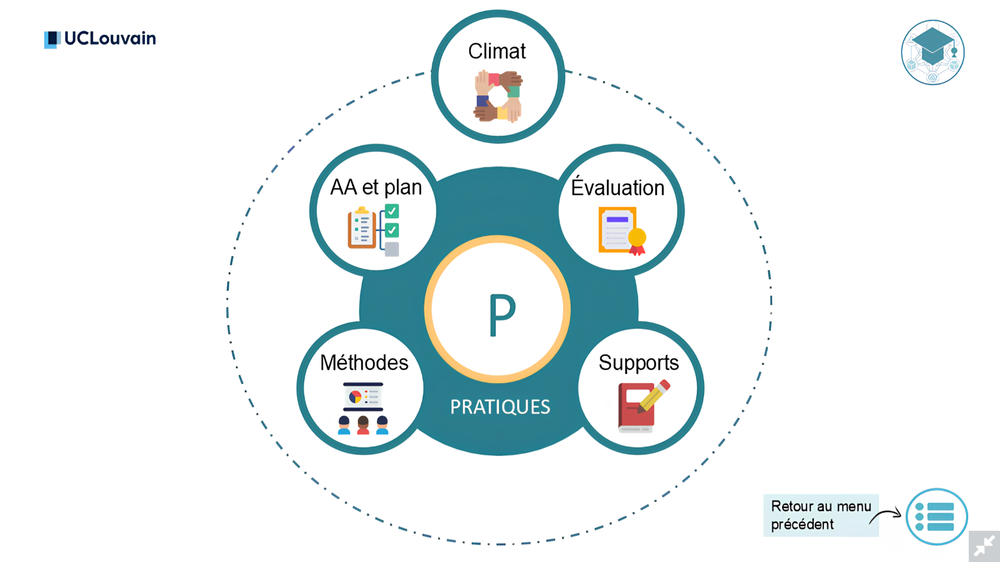 UCLouvain
Climat
AA et plan
Évaluation
P
Méthodes
Supports
PRATIQUES
Retour au menu
précédent